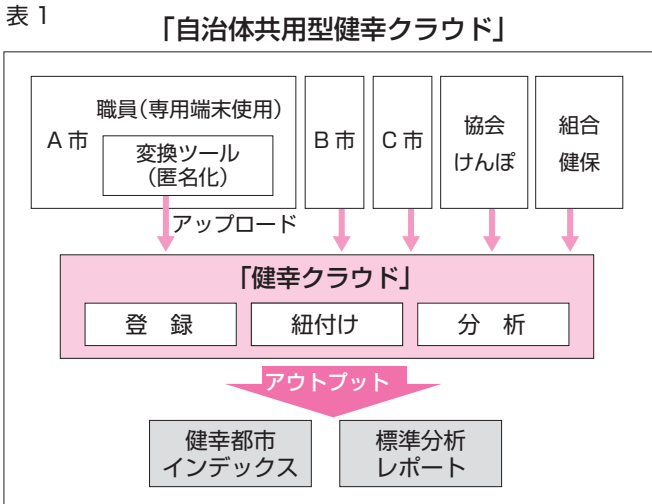 表 1
「自治体共用型健幸クラウド」
A 市
職員(専用端末使用)
変換ツール
(匿名化)
B 市
C 市
協会
けんぽ
組合
健保
アップロード
「健幸クラウド」
登 録
紐付け
分 析
アウトプット
健幸都市
インデックス
標準分析
レポート